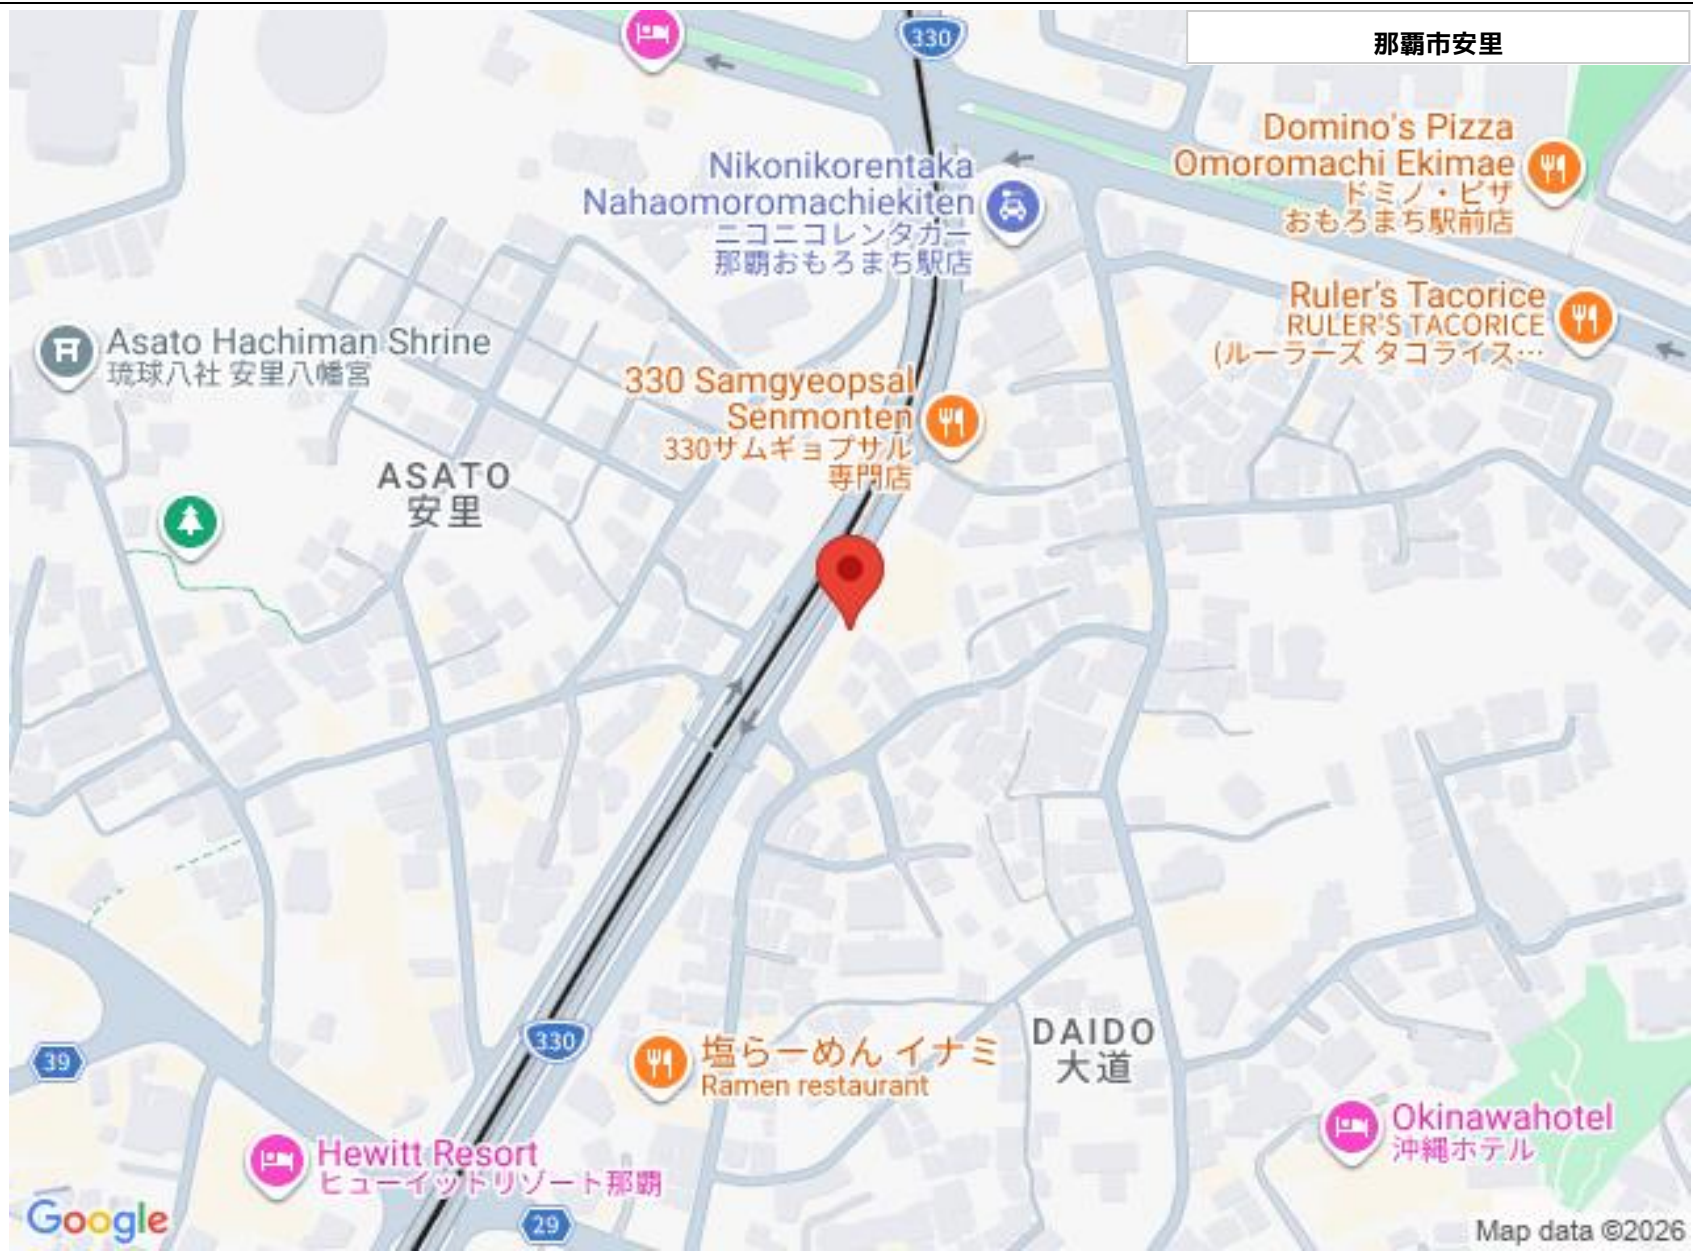 那覇市安里
330
Domino's Pizza
Omoromachi Ekimae
ドミノ・ピザ
おもろまち駅前店
Nikonikorentaka
Nahaomoromachiekiten
ニコニコレンタカー
那覇おもろまち駅店
Ruler's Tacorice
RULER'S TACORICE
(ルーラーズ タコライス…
Asato Hachiman Shrine
琉球八社 安里八幡宮
330 Samgyeopsal
Senmonten
330サムギョプサル
専門店
ASATO
安里
330
39
塩らーめん イナミ
Ramen restaurant
DAIDO
大道
Okinawahotel
沖縄ホテル
Hewitt Resort
ヒューイットリゾート那覇
29
Google
Map data ©2026